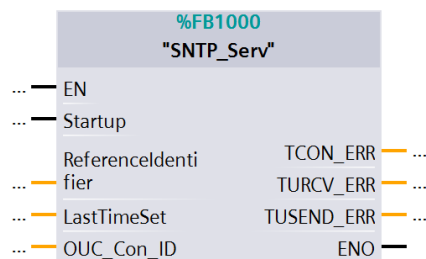 %FB1000
"SNTP_Serv"
... EN
... Startup
ReferenceIdenti
TCON_ERR ...
... fier
TURCV_ERR ...
... LastTimeSet
TUSEND_ERR ...
... OUC_Con_ID
ENO